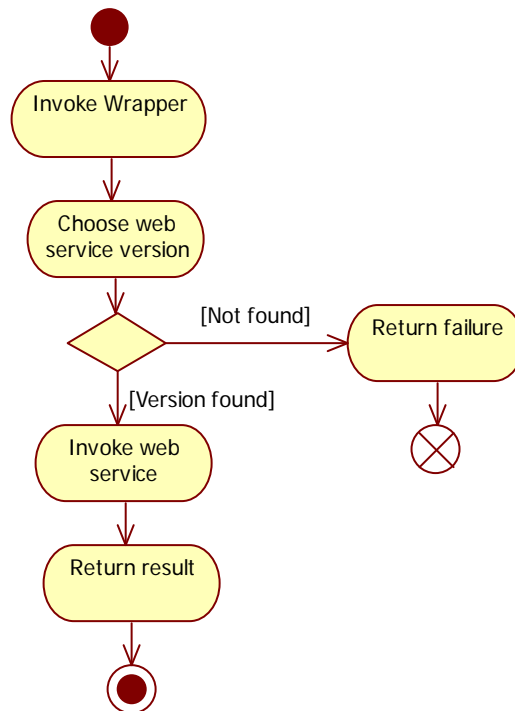 Invoke Wrapper
Choose web
service version
[Not found]
Return failure
[Version found]
Invoke web
service
Return result